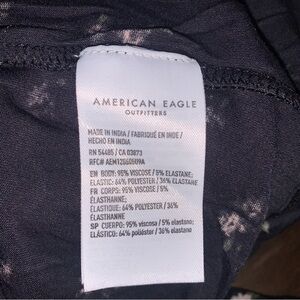 AMERICAN EAGLE
OUTFITTERS
MADE IN INDIA / FABRIQUÉ EN INDE /
HECHO EN INDIA
RN 54485 / CA 03873
RFC# AEM1206060U9A
EN BODY: 95% VISCOSE / 5% ELASTANE;
ELASTIC: 64% POLYESTER / 36% ELASTANE
FR CORPS: 95% VISCOSE / 5%
ÉLASTHANNE;
ÉLASTIQUE: 64% POLYESTER / 36%
ÉLASTHANNE
SP CUERPO: 95% viscosa / 5% elastano;
ELÁSTICO: 64% poliéster / 36% elastano